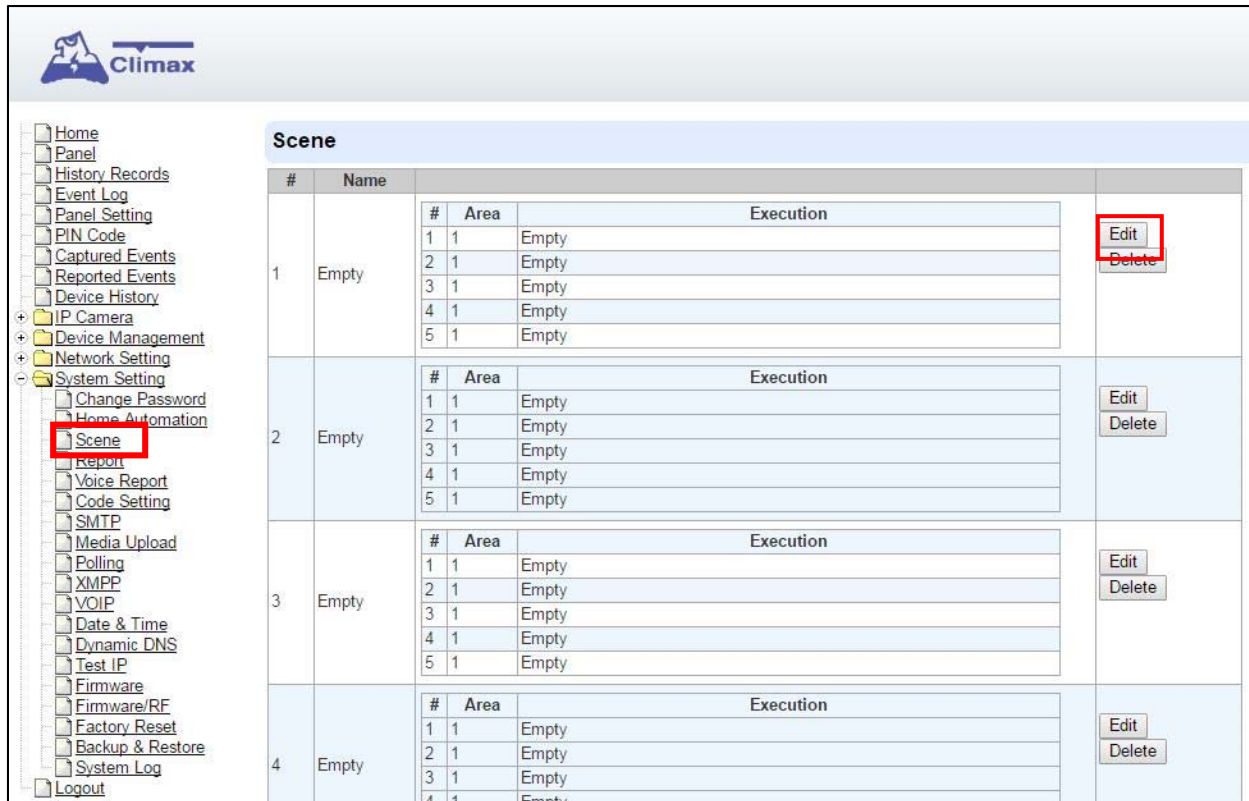 Climax
Home
Panel
History Records
Event Log
Panel Setting
PIN Code
Captured Events
Reported Events
Device History
IP Camera
Device Management
Network Setting
System Setting
Change Password
Home Automation
Scene
Report
Voice Report
Code Setting
SMTP
Media Upload
Polling
XMPP
VOIP
Date & Time
Dynamic DNS
Test IP
Firmware
Firmware/RF
Factory Reset
Backup & Restore
System Log
Logout
Scene
# Name
1 Empty
# Area Execution
1 1 Empty
2 1 Empty
3 1 Empty
4 1 Empty
5 1 Empty
Edit
Delete
2 Empty
# Area Execution
1 1 Empty
2 1 Empty
3 1 Empty
4 1 Empty
5 1 Empty
Edit
Delete
3 Empty
# Area Execution
1 1 Empty
2 1 Empty
3 1 Empty
4 1 Empty
5 1 Empty
Edit
Delete
4 Empty
# Area Execution
1 1 Empty
2 1 Empty
3 1 Empty
4 1 Empty
Edit
Delete